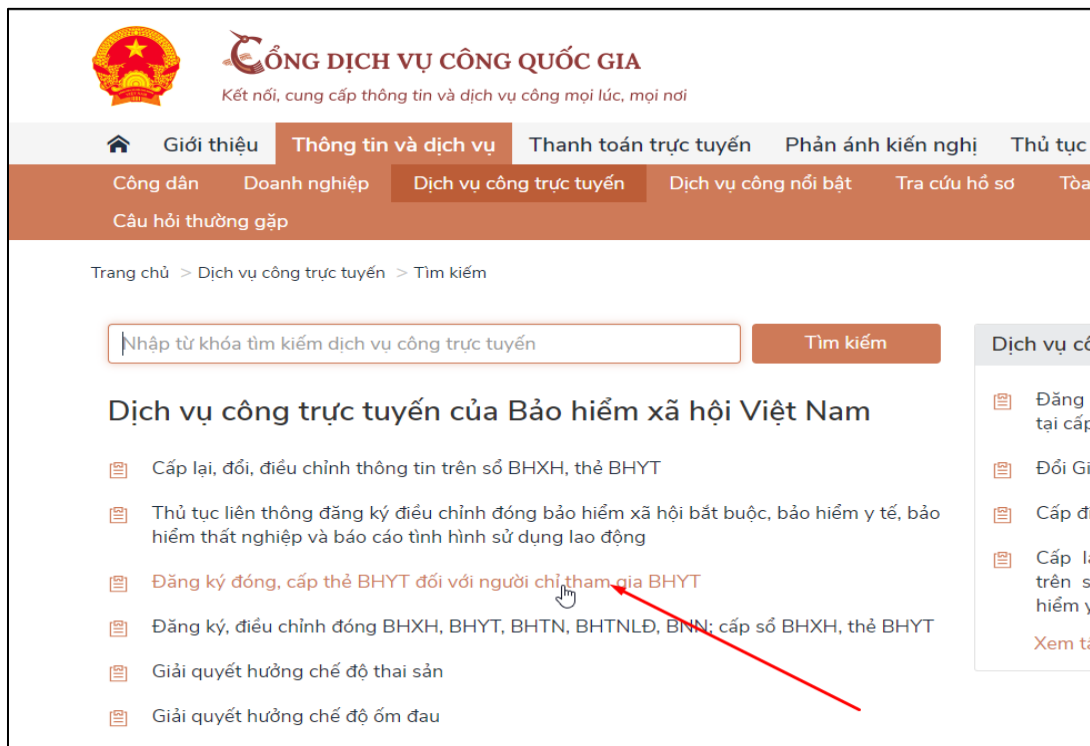 CỔNG DỊCH VỤ CÔNG QUỐC GIA
Kết nối, cung cấp thông tin và dịch vụ công mọi lúc, mọi nơi
Giới thiệu Thông tin và dịch vụ Thanh toán trực tuyến Phản ánh kiến nghị Thủ tục
Công dân Doanh nghiệp Dịch vụ công trực tuyến Dịch vụ công nổi bật Tra cứu hồ sơ Tòa
Câu hỏi thường gặp
Trang chủ > Dịch vụ công trực tuyến > Tìm kiếm
Nhập từ khóa tìm kiếm dịch vụ công trực tuyến
Tìm kiếm
Dịch vụ công trực tuyến của Bảo hiểm xã hội Việt Nam
Cấp lại, đổi, điều chỉnh thông tin trên sổ BHXH, thẻ BHYT
Thủ tục liên thông đăng ký điều chỉnh đóng bảo hiểm xã hội bắt buộc, bảo hiểm y tế, bảo
hiểm thất nghiệp và báo cáo tình hình sử dụng lao động
Đăng ký đóng, cấp thẻ BHYT đối với người chỉ tham gia BHYT
Đăng ký, điều chỉnh đóng BHXH, BHYT, BHTN, BHTNLĐ, BNN; cấp sổ BHXH, thẻ BHYT
Giải quyết hưởng chế độ thai sản
Giải quyết hưởng chế độ ốm đau
Dịch vụ
Đăng
tại
Đổi
Cấp
Cấp
trên
hiểm
Xem